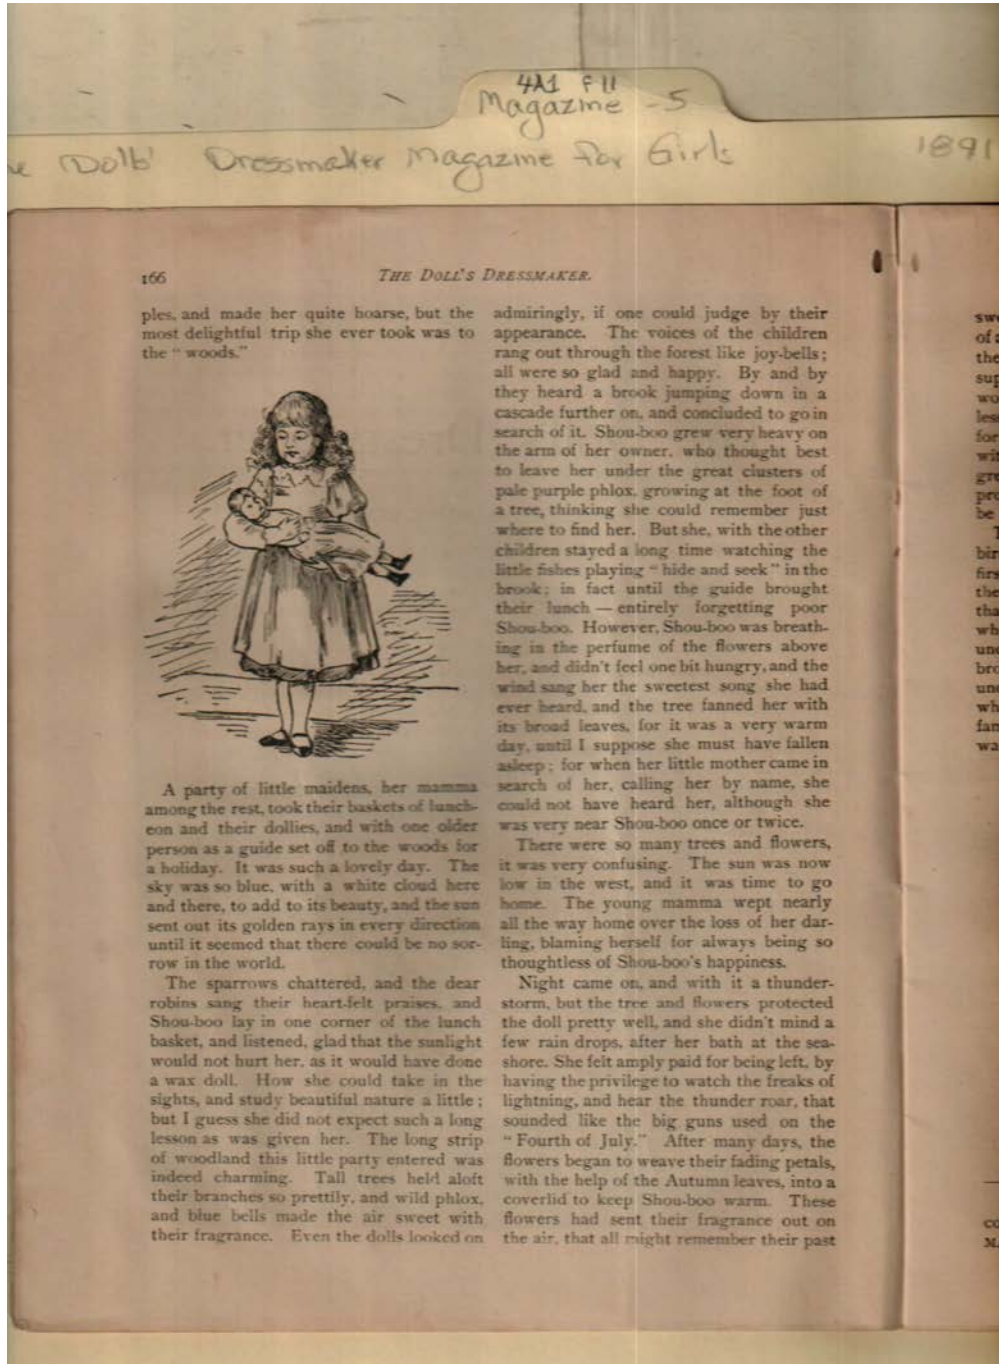 4A1 F11
Magazine - 5
Dolls' Dressmaker Magazine for Girls 1891
166
THE DOLL'S DRESSMAKER.
ples, and made her quite hoarse, but the
most delightful trip she ever took was to
the "woods."
A party of little maidens, her mamma
among the rest, took their baskets of lunch-
eon and their dollies, and with one older
person as a guide set off to the woods for
a holiday. It was such a lovely day. The
sky was so blue, with a white cloud here
and there, to add to its beauty, and the sun
sent out its golden rays in every direction
until it seemed that there could be no sor-
row in the world.
The sparrows chattered, and the dear
robins sang their heart-felt praises, and
Shou-boo lay in one corner of the lunch
basket, and listened, glad that the sunlight
would not hurt her, as it would have done
a wax doll. How she could take in the
sights, and study beautiful nature a little;
but I guess she did not expect such a long
lesson as was given her. The long strip
of woodland this little party entered was
indeed charming. Tall trees held aloft
their branches so prettily, and wild phlox,
and blue bells made the air sweet with
their fragrance. Even the dolls looked on
admiringly, if one could judge by their
appearance. The voices of the children
rang out through the forest like joy-bells;
all were so glad and happy. By and by
they heard a brook jumping down in a
cascade further on, and concluded to go in
search of it. Shou-boo grew very heavy on
the arm of her owner, who thought best
to leave her under the great clusters of
pale purple phlox, growing at the foot of
a tree, thinking she could remember just
where to find her. But she, with the other
children stayed a long time watching the
little fishes playing "hide and seek" in the
brook; in fact until the guide brought
their lunch — entirely forgetting poor
Shou-boo. However, Shou-boo was breath-
ing in the perfume of the flowers above
her, and didn't feel one bit hungry, and the
wind sang her the sweetest song she had
ever heard, and the tree fanned her with
its broad leaves, for it was a very warm
day, until I suppose she must have fallen
asleep; for when her little mother came in
search of her, calling her by name, she
could not have heard her, although she
was very near Shou-boo once or twice.
There were so many trees and flowers,
it was very confusing. The sun was now
low in the west, and it was time to go
home. The young mamma wept nearly
all the way home over the loss of her dar-
ling, blaming herself for always being so
thoughtless of Shou-boo's happiness.
Night came on, and with it a thunder-
storm, but the tree and flowers protected
the doll pretty well, and she didn't mind a
few rain drops, after her bath at the sea-
shore. She felt amply paid for being left, by
having the privilege to watch the freaks of
lightning, and hear the thunder roar, that
sounded like the big guns used on the
"Fourth of July." After many days, the
flowers began to weave their fading petals,
with the help of the Autumn leaves, into a
coverlid to keep Shou-boo warm. These
flowers had sent their fragrance out on
the air, that all might remember their past